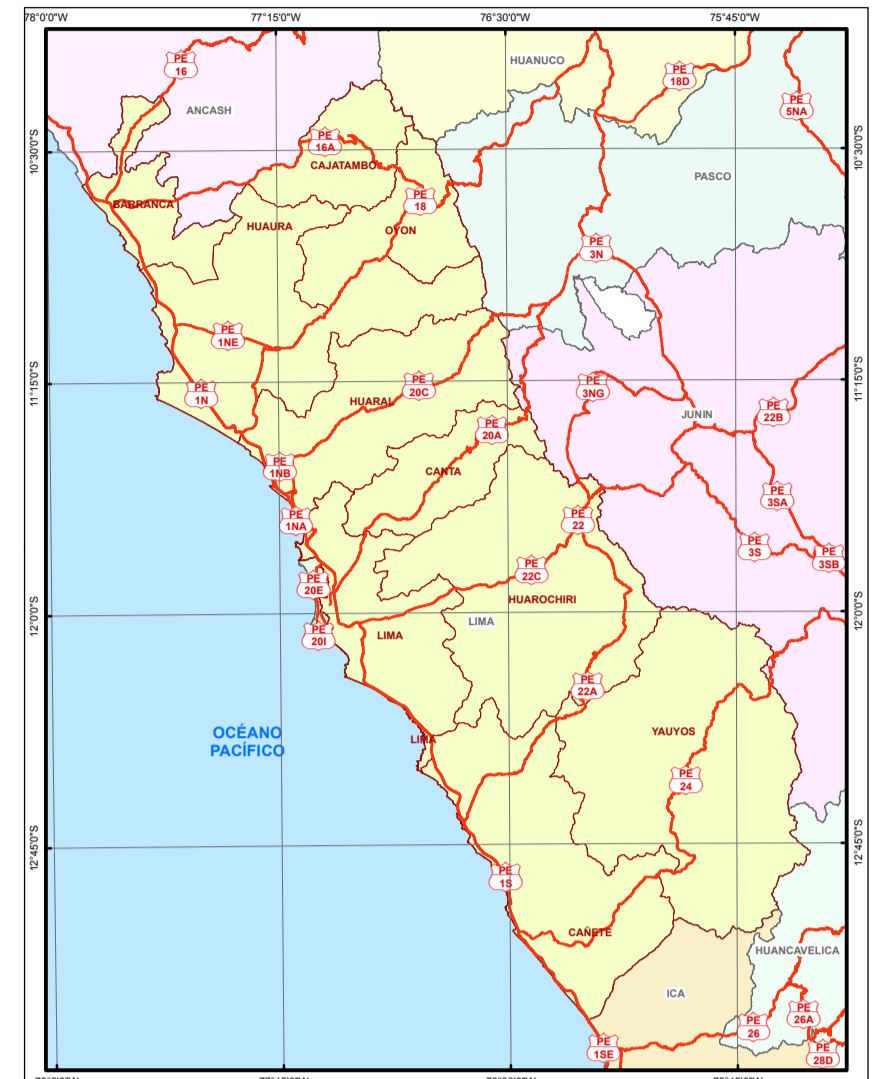 78°0'0"W
77°15'0"W
76°30'0"W
75°45'0"W
PE
16
HUANUCO
PE
18D
PE
5NA
ANCASH
10°30'0"S
10°30'0"S
PE
16A
CAJATAMBO
PASCO
BARRANCA
PE
18
HUAURA
OYON
PE
3N
PE
1NE
11°15'0"S
11°15'0"S
PE
1N
PE
20C
PE
3NG
HUARAL
JUNIN
PE
22B
PE
20A
PE
1NB
CANTA
PE
3SA
PE
1NA
PE
22
PE
3S
PE
3SB
PE
20E
PE
22C
HUAROCHIRI
12°0'0"S
12°0'0"S
PE
20I
LIMA
LIMA
PE
22A
OCÉANO
PACÍFICO
LIMA
YAUYOS
PE
24
12°45'0"S
12°45'0"S
PE
1S
CAÑETE
HUANCAVELICA
ICA
PE
26A
PE
26
PE
1SE
PE
28D